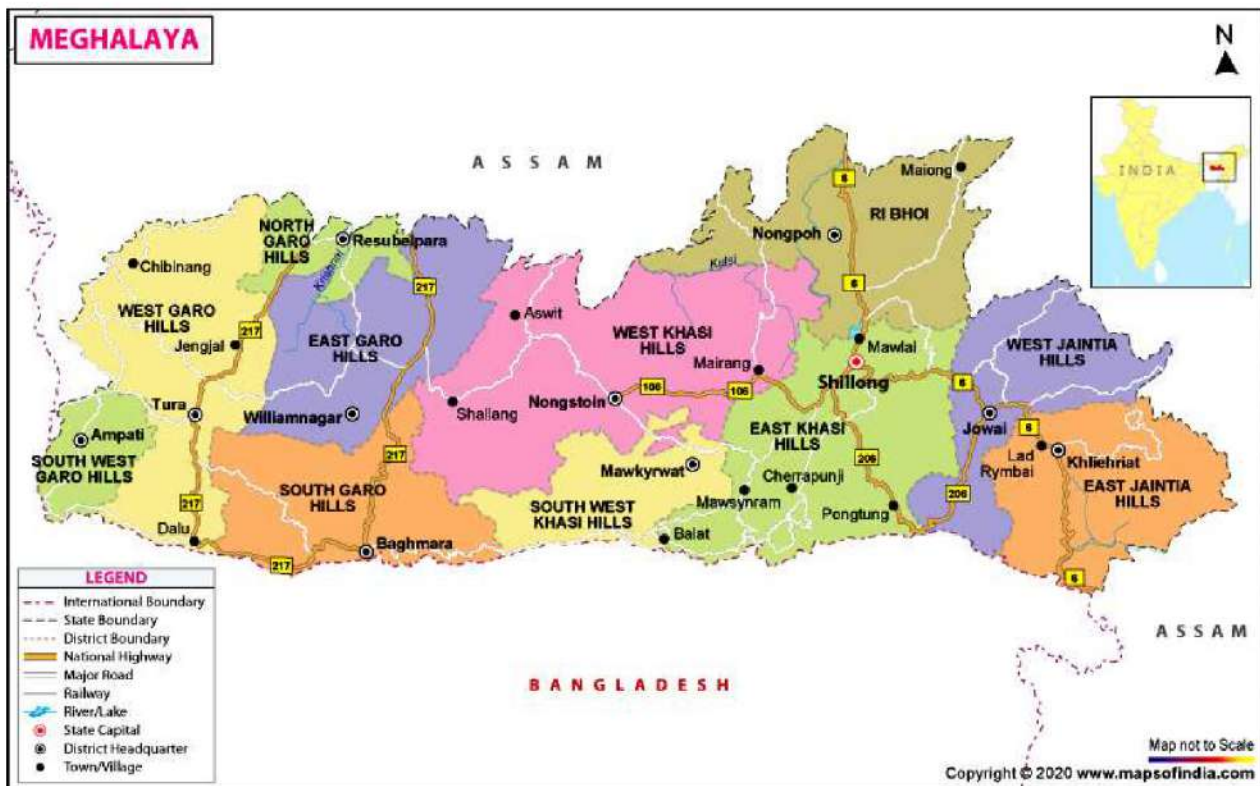 MEGHALAYA
N
ASSAM
INDIA
Maiong
6
RI BHOI
Nongpoh
NORTH
GARO
HILLS
Resubelpara
Krishnai
Chibinang
Kulsi
217
6
WEST GARO
HILLS
217
Aswit
WEST KHASI
HILLS
Jengjal
EAST GARO
HILLS
Mawlai
WEST JAINTIA
HILLS
Mairang
Shillong
106
106
6
Tura
Williamnagar
Shallang
Nongstoin
Jowai
6
Ampati
EAST KHASI
HILLS
SOUTH WEST
GARO HILLS
217
206
Lad
Rymbai
Khliehriat
Mawkyrwat
Cherrapunji
EAST JAINTIA
HILLS
SOUTH GARO
HILLS
Mawsynram
206
217
SOUTH WEST
KHASI HILLS
Pongtung
Dalu
Balat
Baghmara
217
6
LEGEND
International Boundary
State Boundary
District Boundary
National Highway
Major Road
Railway
River/Lake
State Capital
District Headquarter
Town/Village
ASSAM
BANGLADESH
Map not to Scale
Copyright © 2020 www.mapsofindia.com